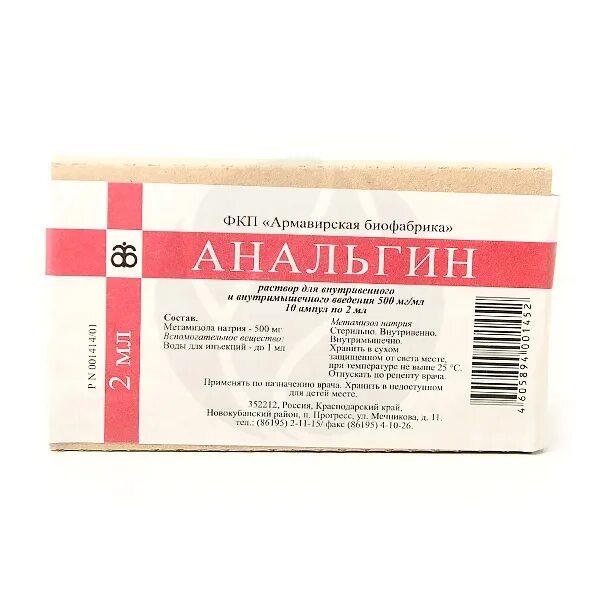 ФКП «Армавирская биофабрика»
АНАЛЬГИН
раствор для внутривенного
и внутримышечного введения 500 мг/мл
10 ампул по 2 мл
Состав.
Метамизола натрия - 500 мг
Вспомогательное вещество:
Воды для инъекций - до 1 мл
Метамизол натрия
Стерильно. Внутривенно.
Внутримышечно.
Хранить в сухом
защищенном от света месте,
при температуре не выше 25 °С.
Отпускать по рецепту врача.
Применять по назначению врача. Хранить в недоступном
для детей месте.
352212, Россия, Краснодарский край,
Новокубанский район, п. Прогресс, ул. Мечникова, д. 11.
тел.: (86195) 2-11-15/ факс (86195) 4-10-26.
P N 001414/01
2 мл
4 605894 001452